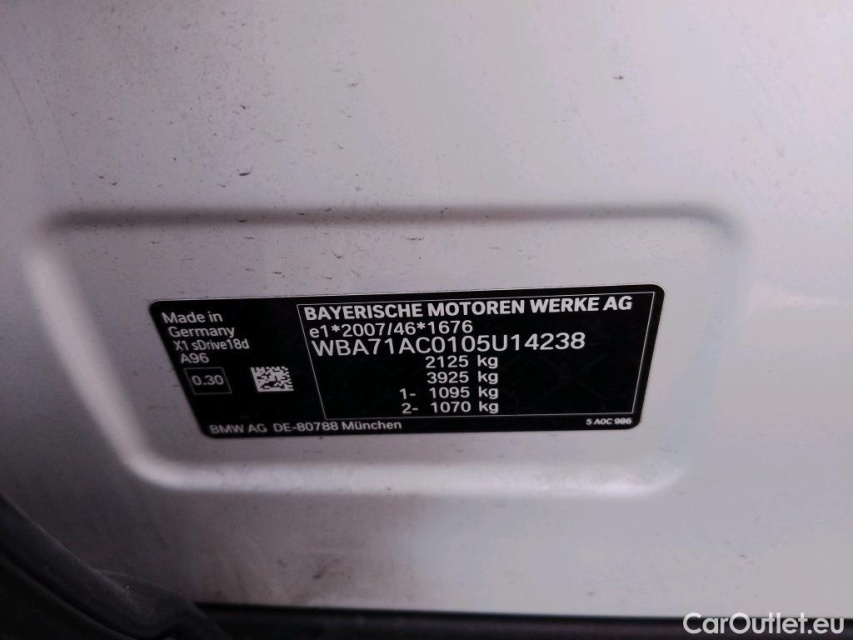 Made in
Germany
X1 sDrive18d
A96
0.30
BAYERISCHE MOTOREN WERKE AG
e1*2007/46*1676
WBA71AC0105U14238
2125 kg
3925 kg
1- 1095 kg
2- 1070 kg
BMW AG DE-80788 München
5 A0C 986
CarOutlet.eu